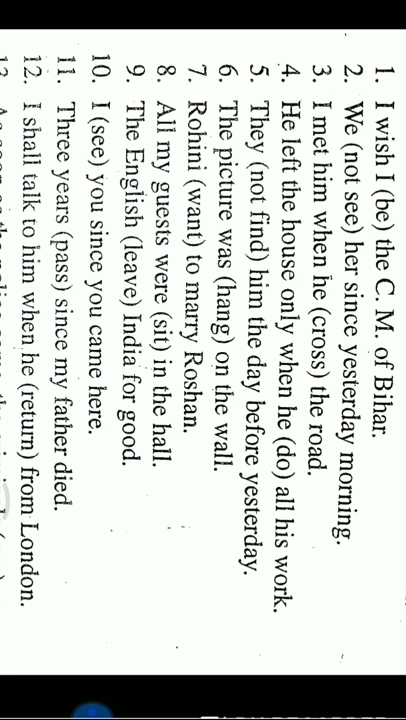 1. I wish I (be) the C. M. of Bihar.
2. We (not see) her since yesterday morning.
3. I met him when he (cross) the road.
4. He left the house only when he (do) all his work.
5. They (not find) him the day before yesterday.
6. The picture was (hang) on the wall.
7. Rohini (want) to marry Roshan.
8. All my guests were (sit) in the hall.
9. The English (leave) India for good.
10. I (see) you since you came here.
11. Three years (pass) since my father died.
12. I shall talk to him when he (return) from London.